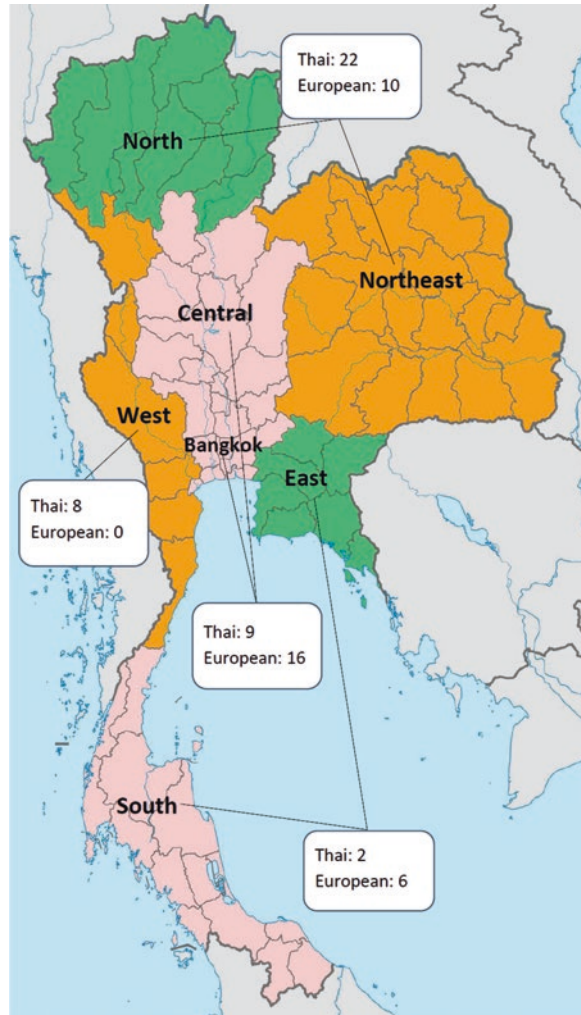 Thai: 22
European: 10
North
Northeast
Central
West
Bangkok
East
Thai: 8
European: 0
Thai: 9
European: 16
South
Thai: 2
European: 6